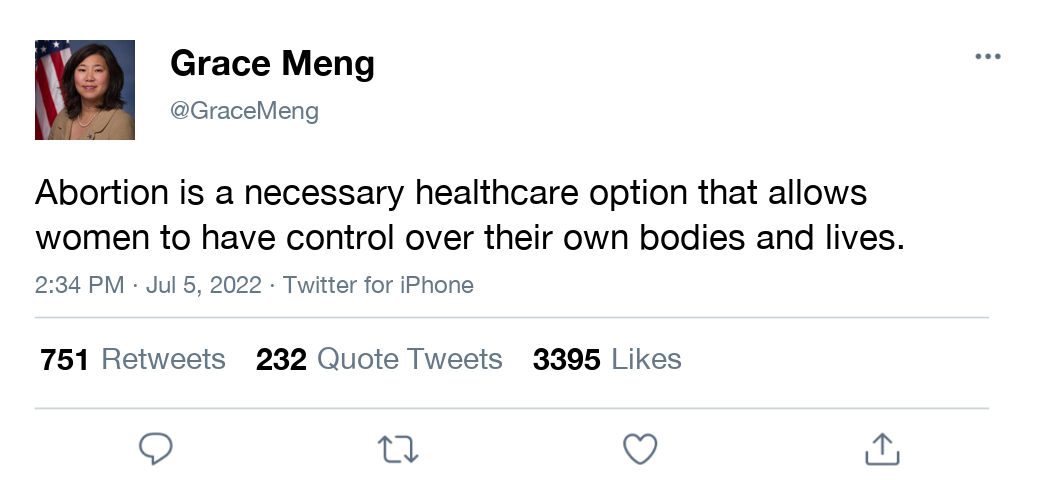 Grace Meng
@GraceMeng
Abortion is a necessary healthcare option that allows
women to have control over their own bodies and lives.
2:34 PM · Jul 5, 2022 · Twitter for iPhone
751 Retweets 232 Quote Tweets 3395 Likes